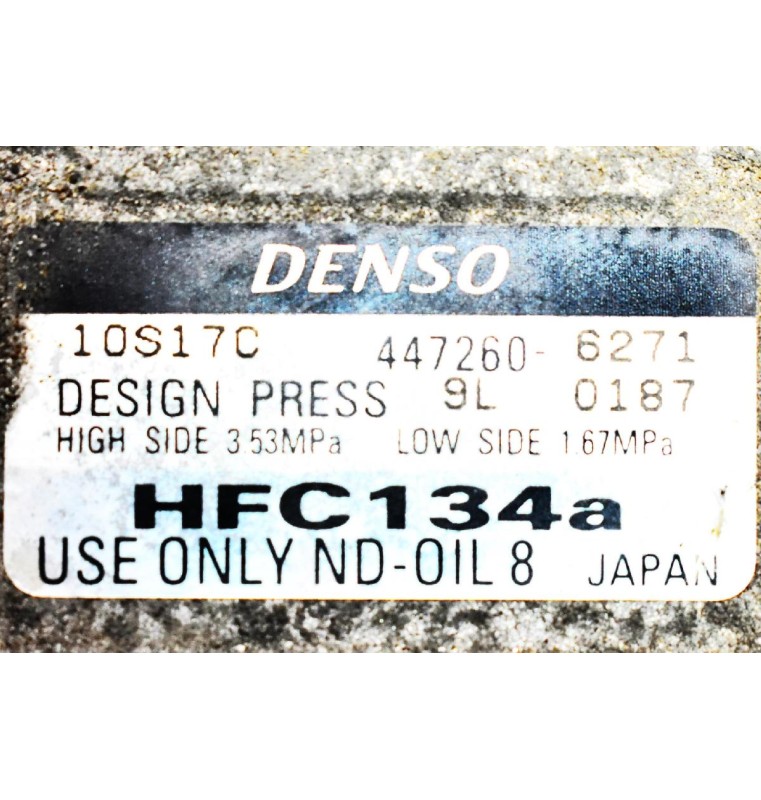 DENSO
10S17C 447260- 6271
DESIGN PRESS 9L 0187
HIGH SIDE 3.53MPa LOW SIDE 1.67MPa
HFC134a
USE ONLY ND-OIL 8 JAPAN